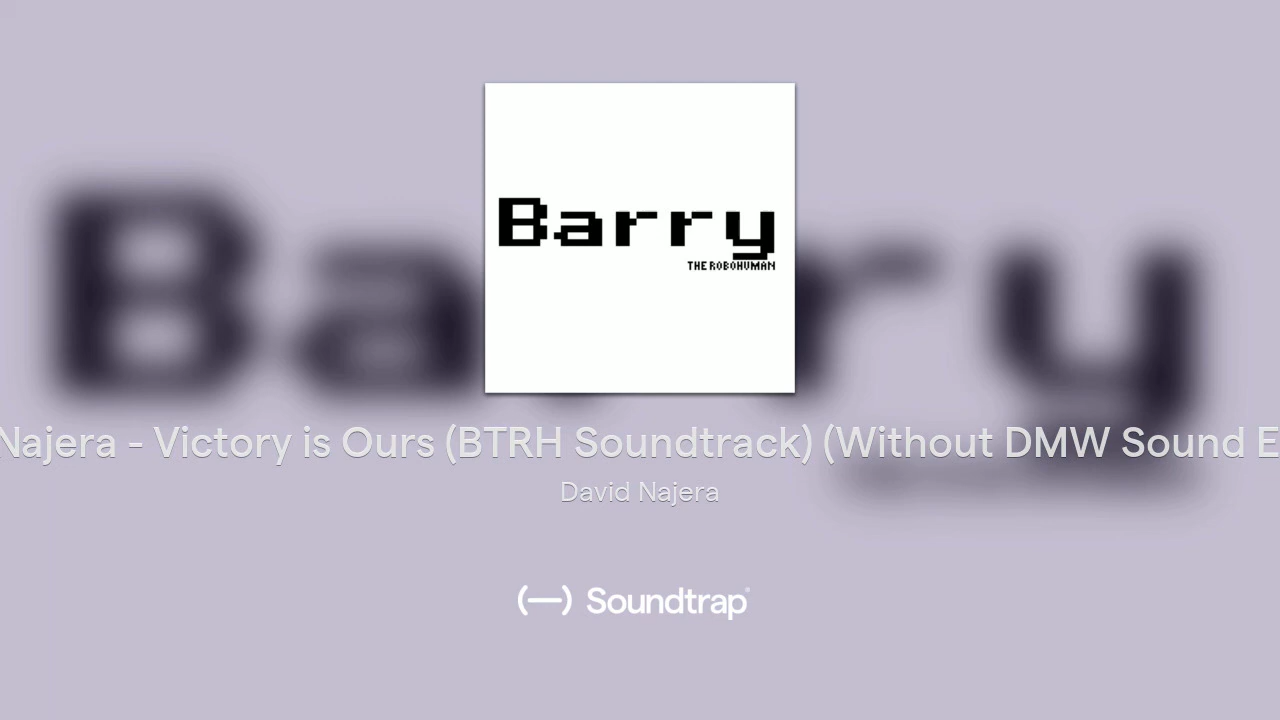 Barry
THE ROBOHUMAN
Najera - Victory is Ours (BTRH Soundtrack) (Without DMW Sound E
David Najera
(—) Soundtrap